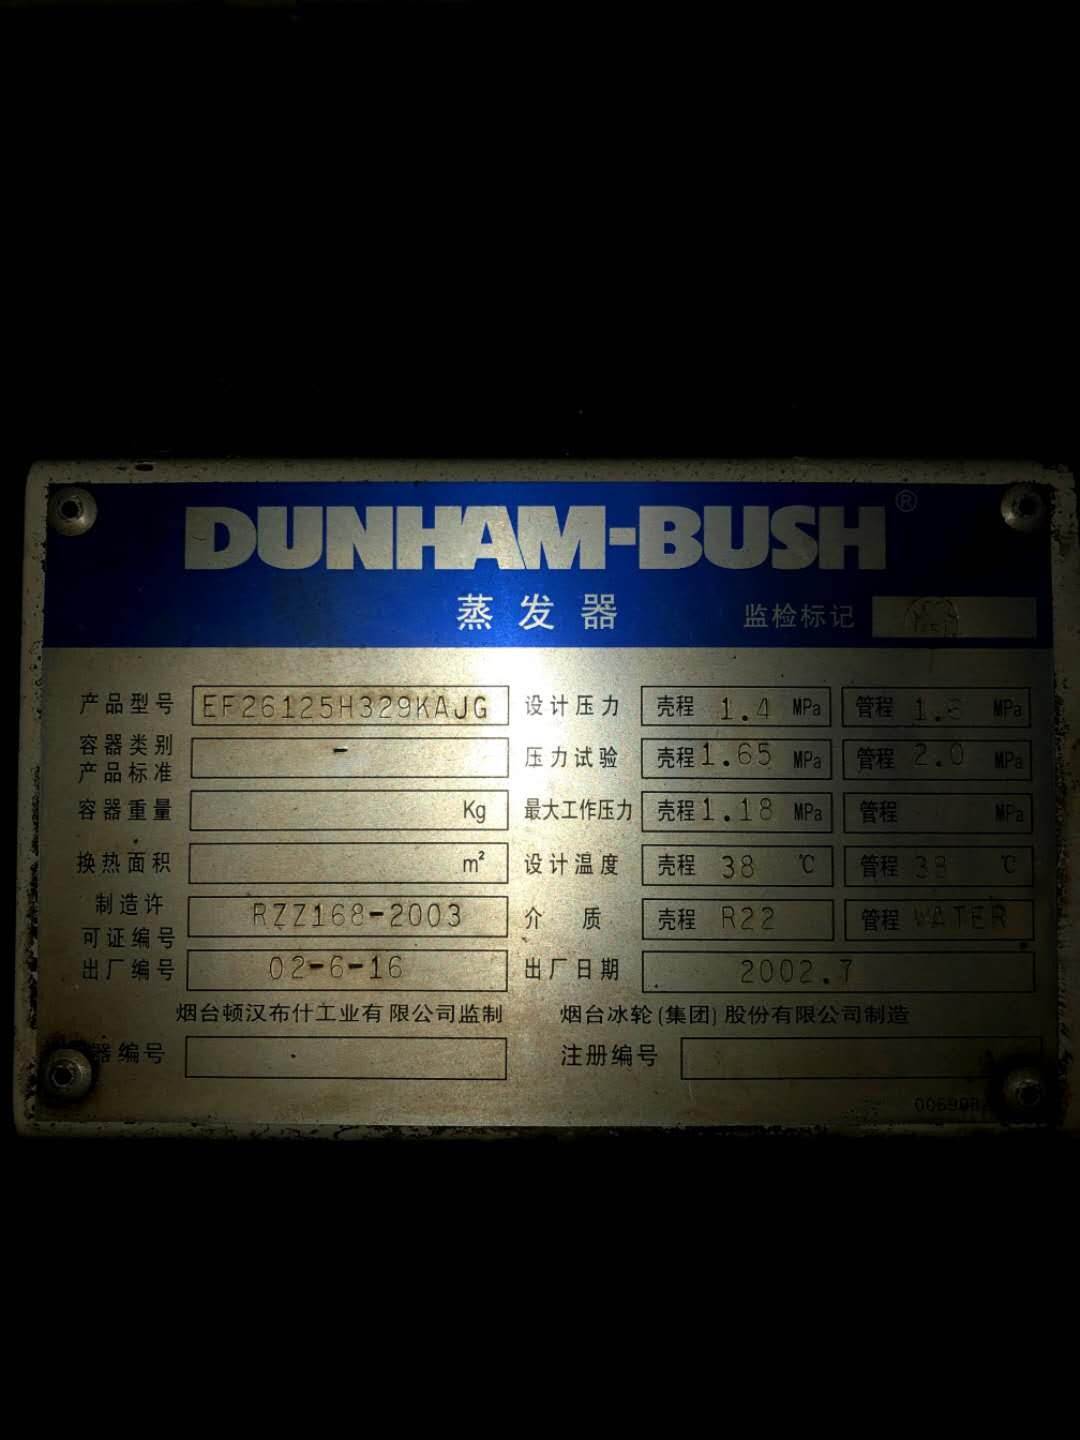 DUNHAM-BUSH®
蒸发器 监检标记
产品型号 EF26125H329KAJG 设计压力 壳程 1.4 MPa 管程 MPa
容器类别 - 
产品标准 压力试验 壳程 1.65 MPa 管程 2.0 MPa
容器重量 Kg 最大工作压力 壳程 1.18 MPa 管程 MPa
换热面积 m² 设计温度 壳程 38 ℃ 管程 38 ℃
制造许
可证编号 RZZ168-2003 介质 壳程 R22 管程 WATER
出厂编号 02-6-16 出厂日期 2002.7
烟台顿汉布什工业有限公司监制 烟台冰轮(集团)股份有限公司制造
器编号 注册编号